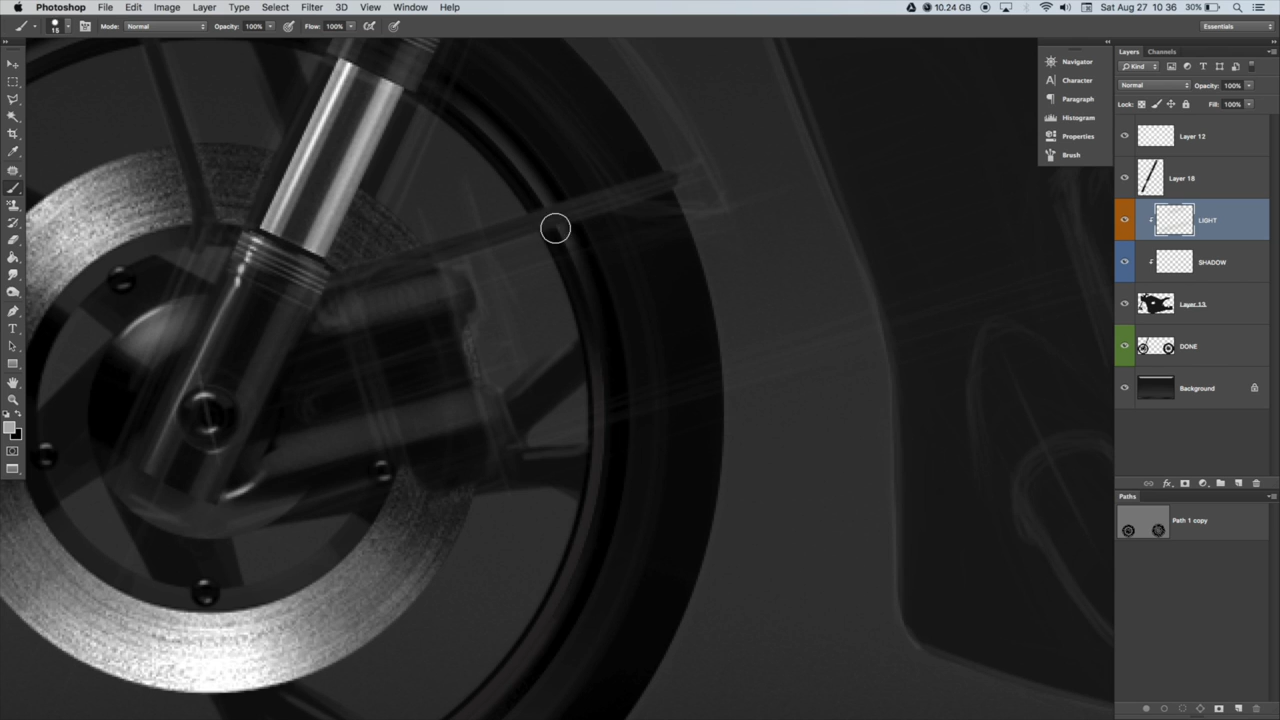 Photoshop File Edit Image Layer Type Select Filter 3D View Window Help 10.24 GB Sat Aug 27 10 36 30%
15 Mode: Normal Opacity: 100% Flow: 100% Essentials
Navigator
Character
Paragraph
Histogram
Properties
Brush
Layers Channels
Kind
Normal Opacity: 100%
Lock: Fill: 100%
Layer 12
Layer 18
LIGHT
SHADOW
Layer 13
DONE
Background
Paths
Path 1 copy